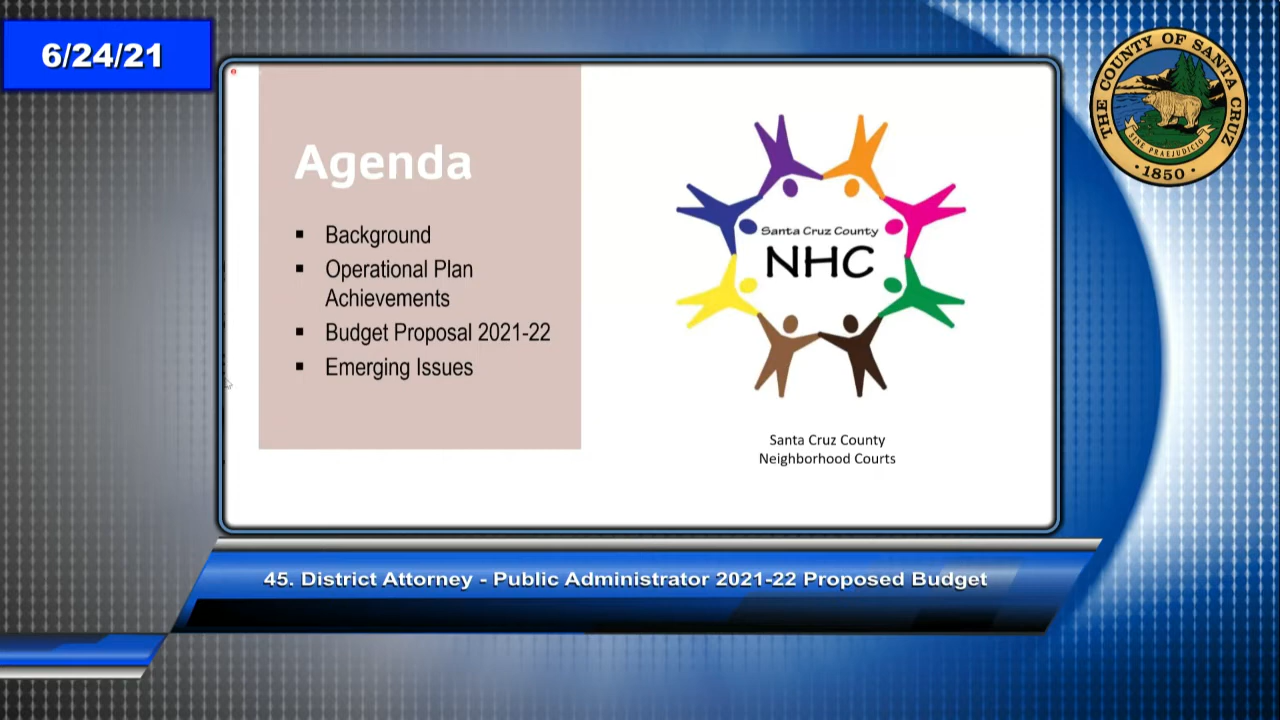 6/24/21
THE COUNTY OF SANTA CRUZ
SINE PRAEJUDICIO
• 1850 •
Agenda
▪ Background
▪ Operational Plan
Achievements
▪ Budget Proposal 2021-22
▪ Emerging Issues
Santa Cruz County
NHC
Santa Cruz County
Neighborhood Courts
45. District Attorney - Public Administrator 2021-22 Proposed Budget